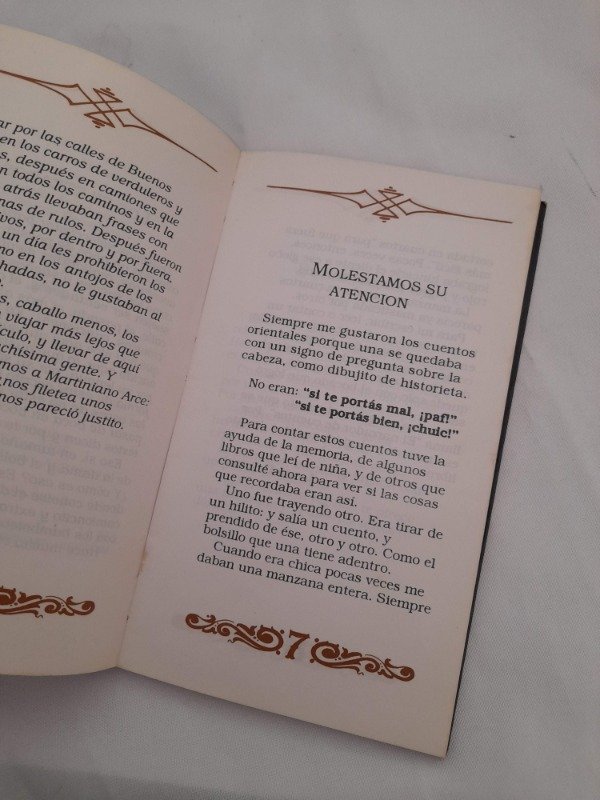 ar por las calles de Buenos
en los carros de verduleros y
s, después en camiones que
n todos los caminos y en la
atrás llevaban frases con
nas de rulos. Después fueron
vos, por dentro y por fuera.
un día les prohibieron los
no en los antojos de los
hadas, no le gustaban al
s, caballo menos, los
viajar más lejos que
culo, y llevar de aquí
chísima gente. Y
mos a Martiniano Arce:
nos filetea unos
nos pareció justito.
MOLESTAMOS SU
ATENCION
Siempre me gustaron los cuentos
orientales porque una se quedaba
con un signo de pregunta sobre la
cabeza, como dibujito de historieta.
No eran: "si te portás mal, ¡paf!"
"si te portás bien, ¡chuic!"
Para contar estos cuentos tuve la
ayuda de la memoria, de algunos
libros que leí de niña, y de otros que
consulté ahora para ver si las cosas
que recordaba eran así.
Uno fue trayendo otro. Era tirar de
un hilito: y salía un cuento, y
prendido de ése, otro y otro. Como el
bolsillo que una tiene adentro.
Cuando era chica pocas veces me
daban una manzana entera. Siempre
7